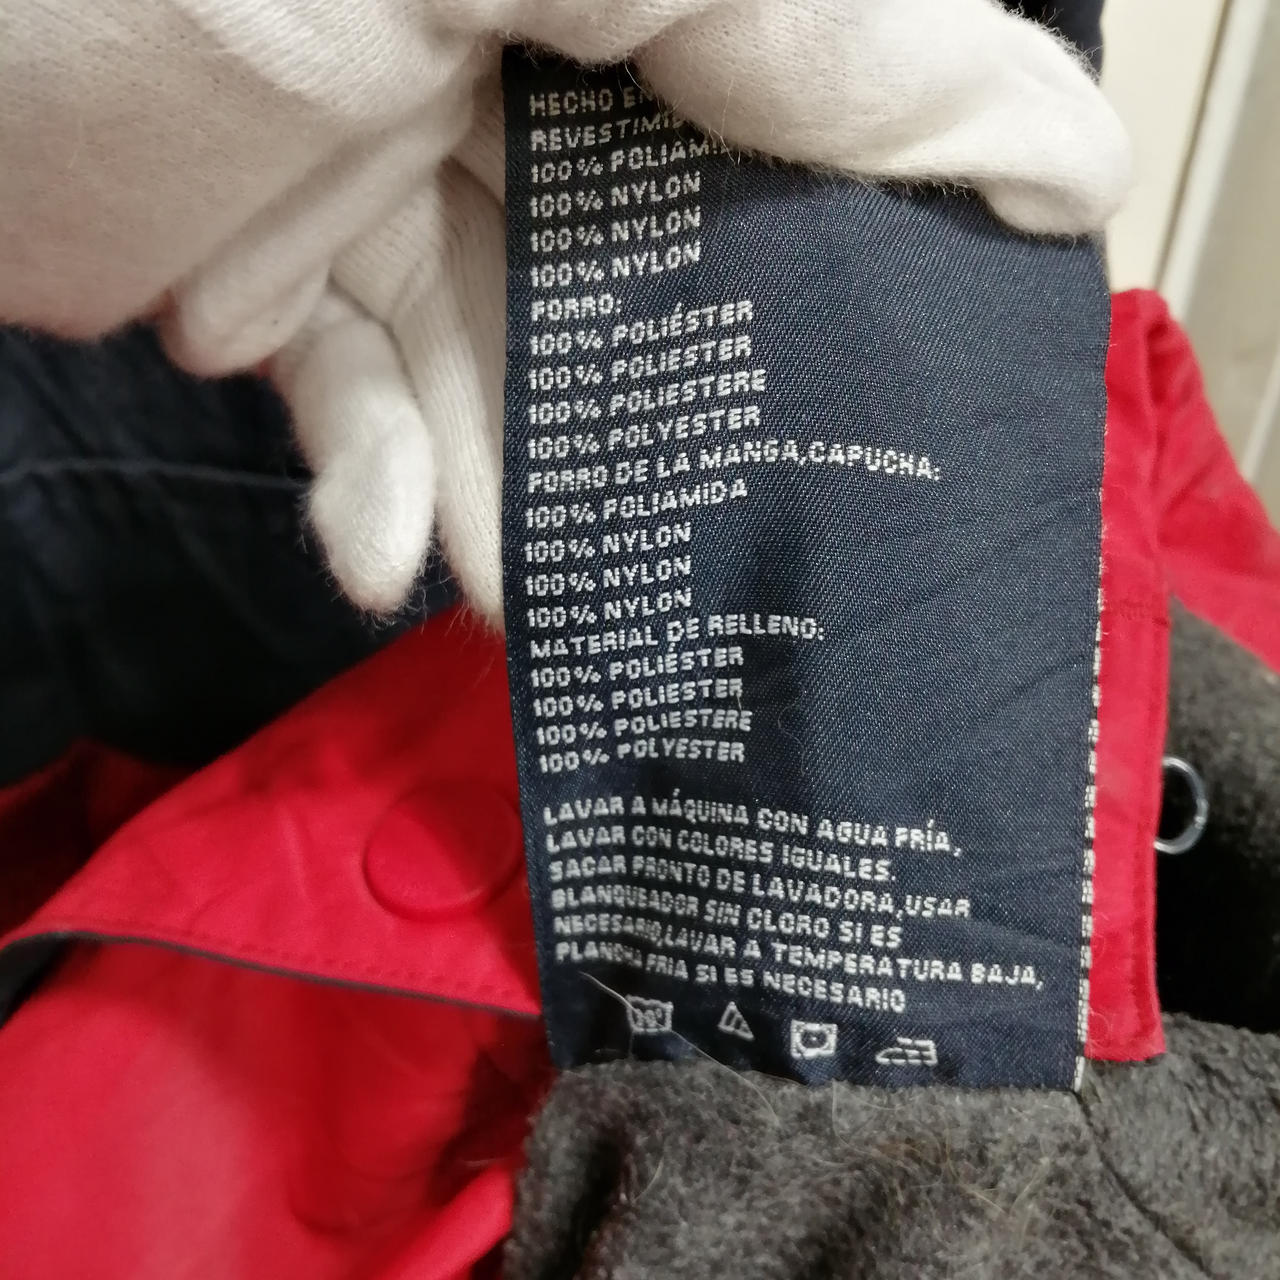 HECHO EN
100% POLIAMI
100% NYLON
100% NYLON
100% NYLON
FORRO:
100% POLIÉSTER
100% POLIESTER
100% POLIESTERE
100% POLYESTER
FORRO DE LA MANGA,CAPUCHA:
100% POLIAMIDA
100% NYLON
100% NYLON
100% NYLON
MATERIAL DE RELLENO:
100% POLIÉSTER
100% POLIESTER
100% POLIESTERE
100% POLYESTER
LAVAR A MÁQUINA CON AGUA FRÍA,
LAVAR CON COLORES IGUALES
SACAR PRONTO DE LAVADORA,USAR
BLANQUEADOR SIN CLORO SI ES
NECESARIO,LAVAR A TEMPERATURA BAJA,
PLANCHA FRIA SI ES NECESARIO
30°